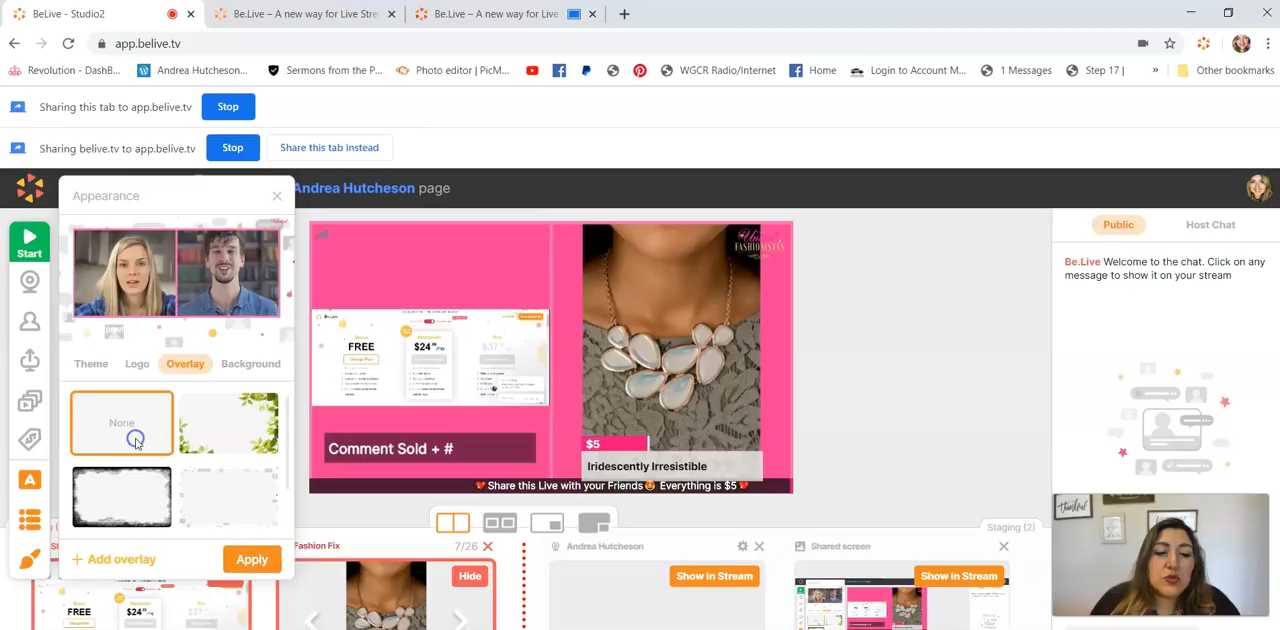 BeLive - Studio2
Be.Live – A new way for Live Stre
Be.Live – A new way for Live
app.belive.tv
Revolution - DashB...
Andrea Hutcheson...
Sermons from the P...
Photo editor | PicM...
WGCR Radio/Internet
Home
Login to Account M...
1 Messages
Step 17 |
»
Other bookmarks
Sharing this tab to app.belive.tv
Stop
Sharing belive.tv to app.belive.tv
Stop
Share this tab instead
Andrea Hutcheson page
Appearance
Start
Theme
Logo
Overlay
Background
None
+ Add overlay
Apply
FREE
$24
Comment Sold + #
FASHIONISTAS
$5
Iridescently Irresistible
Share this Live with your Friends Everything is $5
Public
Host Chat
Be.Live Welcome to the chat. Click on any
message to show it on your stream
Staging (2)
Fashion Fix
7/26
Hide
Andrea Hutcheson
Show in Stream
Shared screen
Show in Stream
FREE
thankful
A